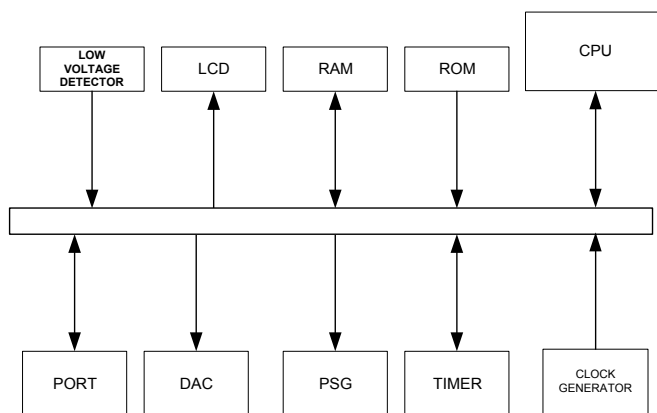 LOW
VOLTAGE
DETECTOR
LCD
RAM
ROM
CPU
PORT
DAC
PSG
TIMER
CLOCK
GENERATOR